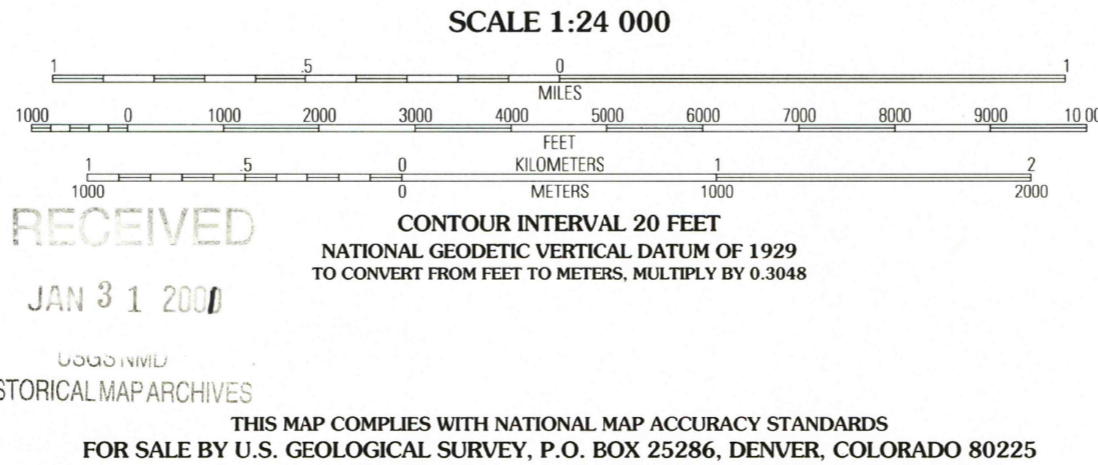 SCALE 1:24 000
1 .5 0 1
MILES
1000 0 1000 2000 3000 4000 5000 6000 7000 8000 9000 10 00
FEET
1 .5 0 KILOMETERS 1 2
1000 0 METERS 1000 2000
RECEIVED
JAN 3 1 200
CONTOUR INTERVAL 20 FEET
NATIONAL GEODETIC VERTICAL DATUM OF 1929
TO CONVERT FROM FEET TO METERS, MULTIPLY BY 0.3048
USGS NMD
STORICAL MAP ARCHIVES
THIS MAP COMPLIES WITH NATIONAL MAP ACCURACY STANDARDS
FOR SALE BY U.S. GEOLOGICAL SURVEY, P.O. BOX 25286, DENVER, COLORADO 80225